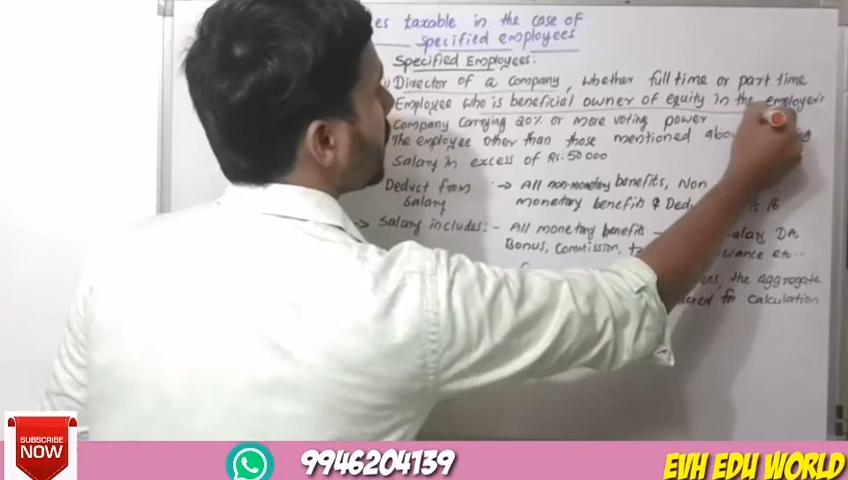 es taxable in the case of
specified employees
Specified Employees:
Director of a company, whether full time or part time
Employee who is beneficial owner of equity in the employer's
company carrying 20% or more voting power
The employee other than those mentioned
Salary in excess of Rs. 50000
Deduct from → All non-monetary benefits, Non
Salary monetary benefits & 16
→ Salary includes:- All monetary benefits DA
Bonus, Commission,
the aggregate
for calculation
SUBSCRIBE
NOW
9946204139
EVH EDU WORLD